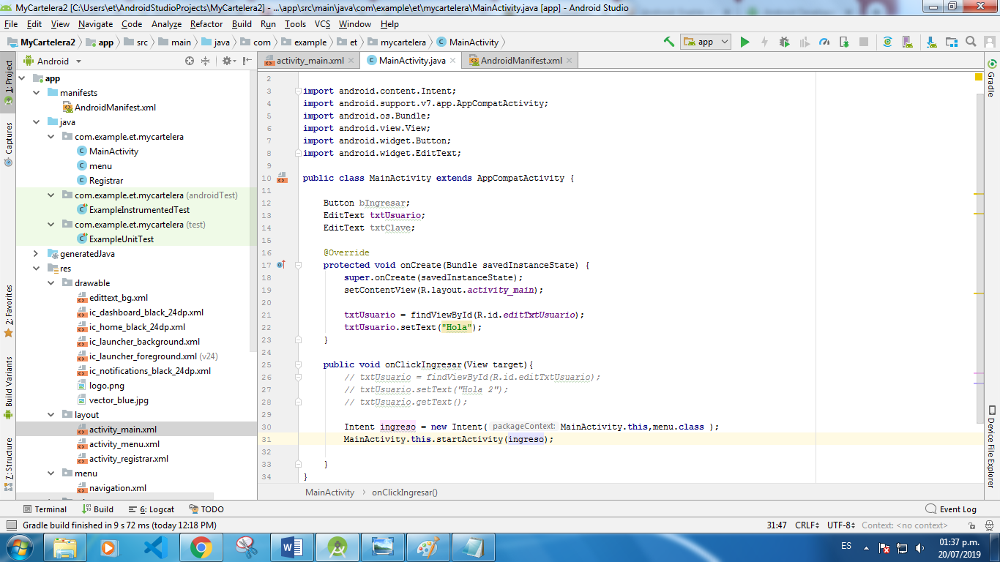 MyCartelera2 [C:\Users\et\AndroidStudioProjects\MyCartelera2] - ...\app\src\main\java\com\example\et\mycartelera\MainActivity.java [app] - Android Studio
File Edit View Navigate Code Analyze Refactor Build Run Tools VCS Window Help
MyCartelera2 app src main java com example et mycartelera MainActivity
app
Android
activity_main.xml MainActivity.java AndroidManifest.xml
1: Project
Captures
2: Favorites
Build Variants
7: Structure
app
manifests
AndroidManifest.xml
java
com.example.et.mycartelera
MainActivity
menu
Registrar
com.example.et.mycartelera (androidTest)
ExampleInstrumentedTest
com.example.et.mycartelera (test)
ExampleUnitTest
generatedJava
res
drawable
edittext_bg.xml
ic_dashboard_black_24dp.xml
ic_home_black_24dp.xml
ic_launcher_background.xml
ic_launcher_foreground.xml (v24)
ic_notifications_black_24dp.xml
logo.png
vector_blue.jpg
layout
activity_main.xml
activity_menu.xml
activity_registrar.xml
menu
navigation.xml
2
3 import android.content.Intent;
4 import android.support.v7.app.AppCompatActivity;
5 import android.os.Bundle;
6 import android.view.View;
7 import android.widget.Button;
8 import android.widget.EditText;
9
10 public class MainActivity extends AppCompatActivity {
11
12 Button bIngresar;
13 EditText txtUsuario;
14 EditText txtClave;
15
16 @Override
17 protected void onCreate(Bundle savedInstanceState) {
18 super.onCreate(savedInstanceState);
19 setContentView(R.layout.activity_main);
20
21 txtUsuario = findViewById(R.id.editTxtUsuario);
22 txtUsuario.setText("Hola");
23 }
24
25 public void onClickIngresar(View target){
26 // txtUsuario = findViewById(R.id.editTxtUsuario);
27 // txtUsuario.setText("Hola 2");
28 // txtUsuario.getText();
29
30 Intent ingreso = new Intent( packageContext: MainActivity.this,menu.class );
31 MainActivity.this.startActivity(ingreso);
32
33 }
34 }
MainActivity onClickIngresar()
Gradle
Device File Explorer
Terminal Build 6: Logcat TODO Event Log
Gradle build finished in 9 s 72 ms (today 12:18 PM) 31:47 CRLF UTF-8 Context: <no context>
ES 01:37 p.m.
20/07/2019